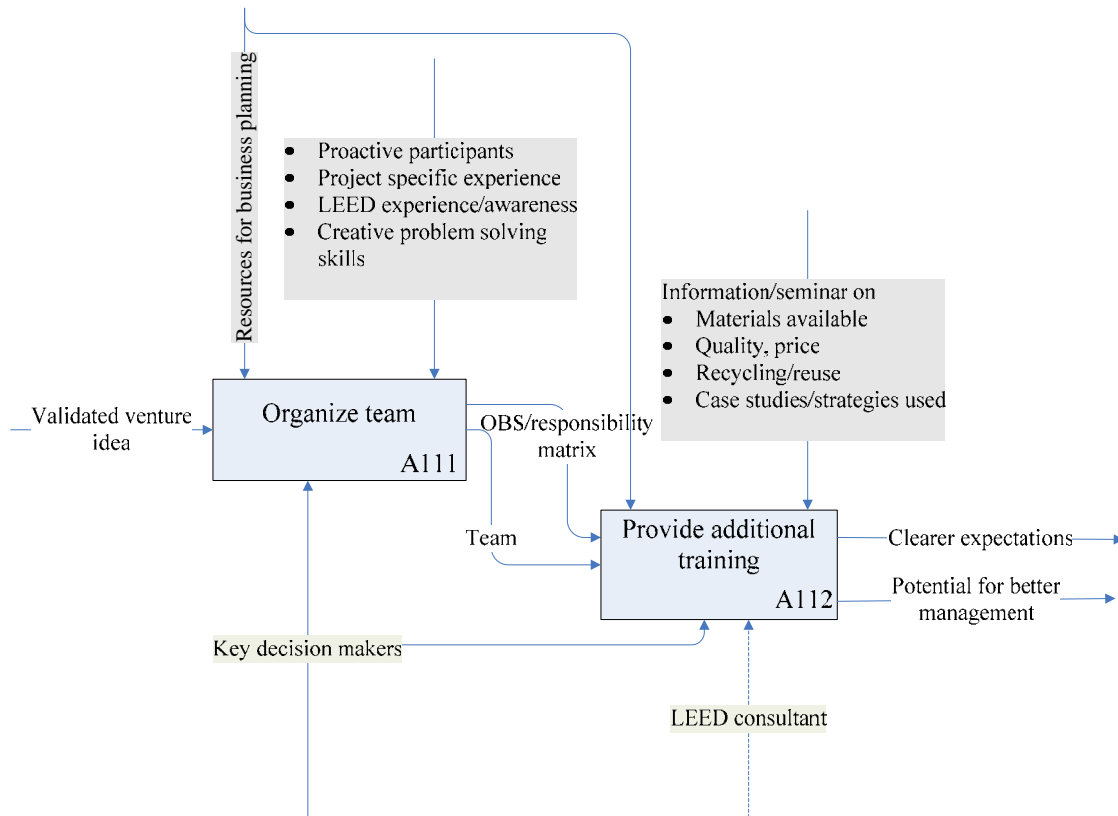 Resources for business planning
• Proactive participants
• Project specific experience
• LEED experience/awareness
• Creative problem solving
skills
Information/seminar on
• Materials available
• Quality, price
• Recycling/reuse
• Case studies/strategies used
Validated venture
idea
Organize team
A111
OBS/responsibility
matrix
Team
Provide additional
training
A112
Clearer expectations
Potential for better
management
Key decision makers
LEED consultant